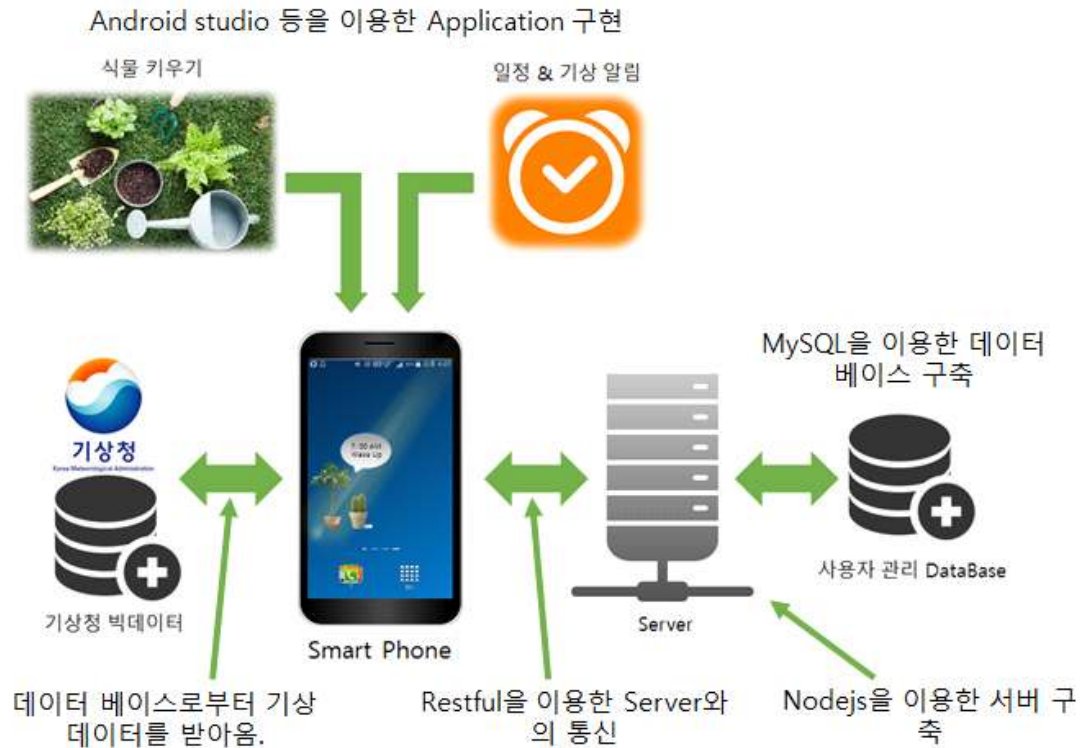 Android studio 등을 이용한 Application 구현
식물 키우기
일정 & 기상 알림
MySQL을 이용한 데이터
베이스 구축
기상청
Korea Meteorological Administration
Wake Up
사용자 관리 DataBase
기상청 빅데이터
Server
Smart Phone
데이터 베이스로부터 기상
데이터를 받아옴.
Restful을 이용한 Server와
의 통신
Nodejs을 이용한 서버 구
축